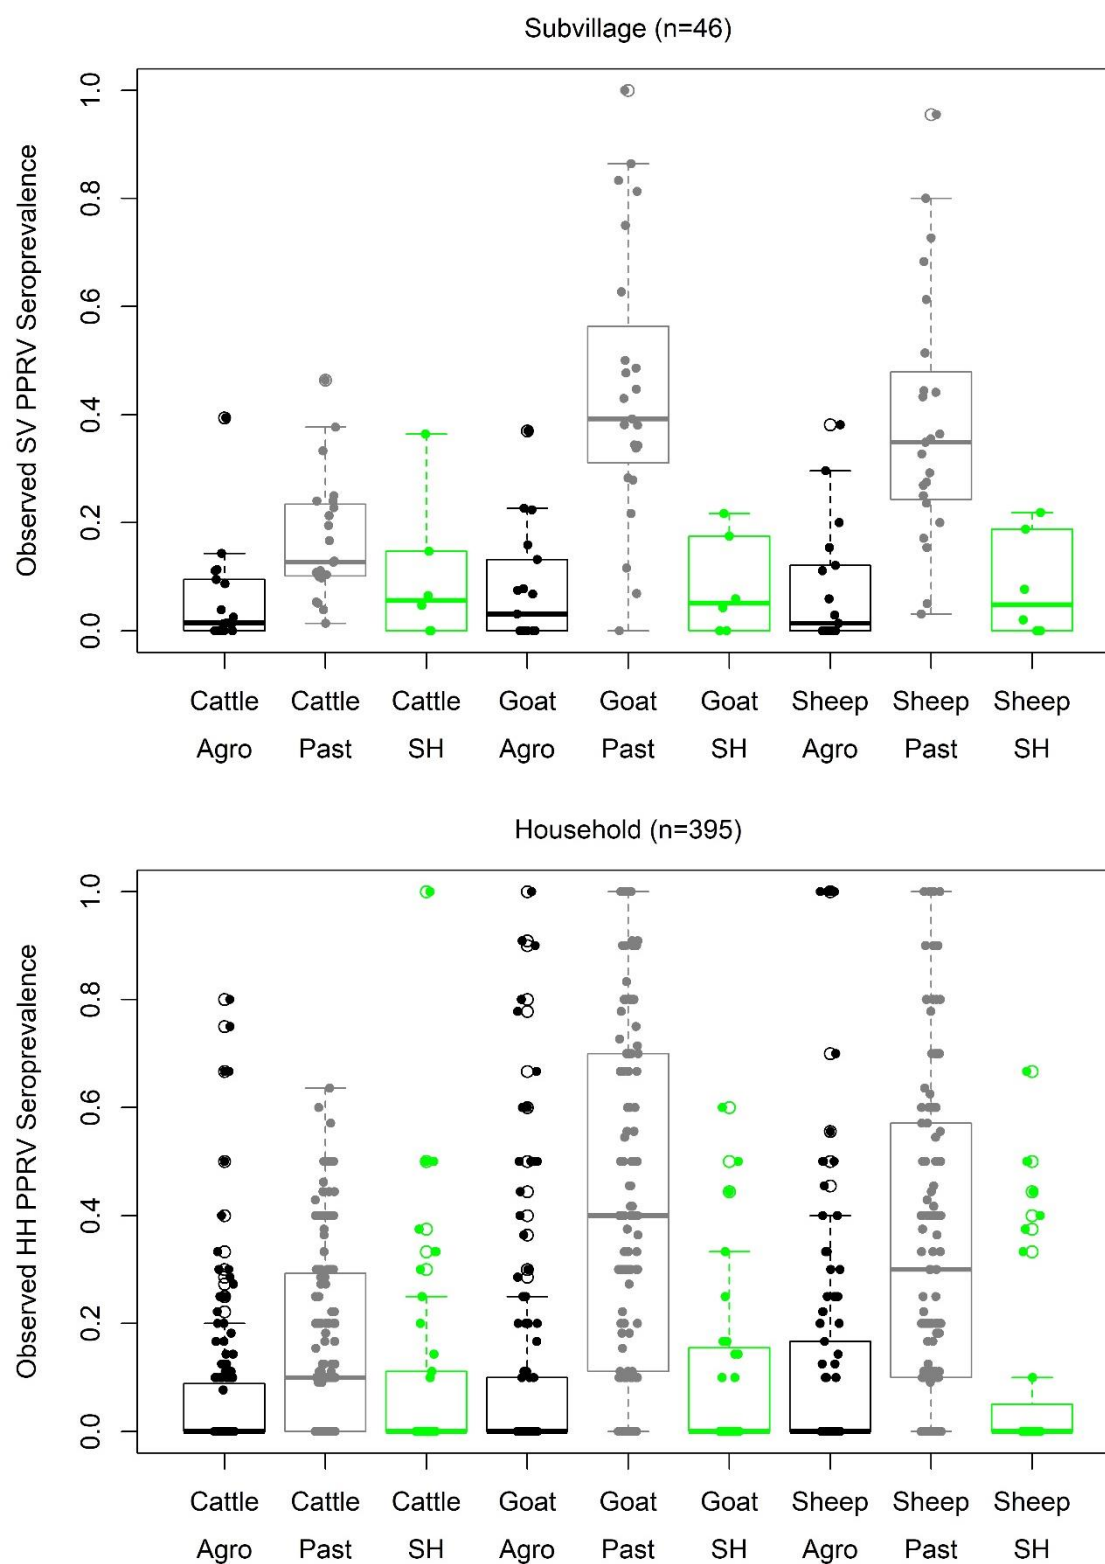 Subvillage (n=46)
Observed SV PPRV Seroprevalence
1.0
0.8
0.6
0.4
0.2
0.0
Cattle Cattle Cattle Goat Goat Goat Sheep Sheep Sheep
Agro Past SH Agro Past SH Agro Past SH
Household (n=395)
Observed HH PPRV Seroprevalence
1.0
0.8
0.6
0.4
0.2
0.0
Cattle Cattle Cattle Goat Goat Goat Sheep Sheep Sheep
Agro Past SH Agro Past SH Agro Past SH